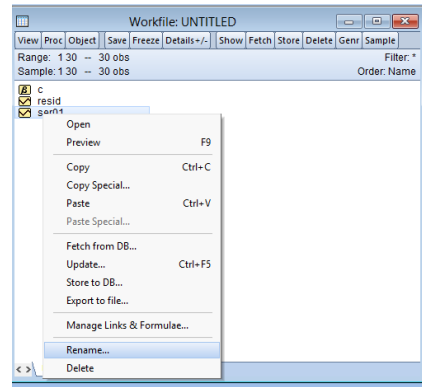 Workfile: UNTITLED
View Proc Object Save Freeze Details+/- Show Fetch Store Delete Genr Sample
Range: 1 30 -- 30 obs Filter: *
Sample: 1 30 -- 30 obs Order: Name
β c
resid
ser01
Open
Preview F9
Copy Ctrl+C
Copy Special...
Paste Ctrl+V
Paste Special...
Fetch from DB...
Update... Ctrl+F5
Store to DB...
Export to file...
Manage Links & Formulae...
Rename...
Delete